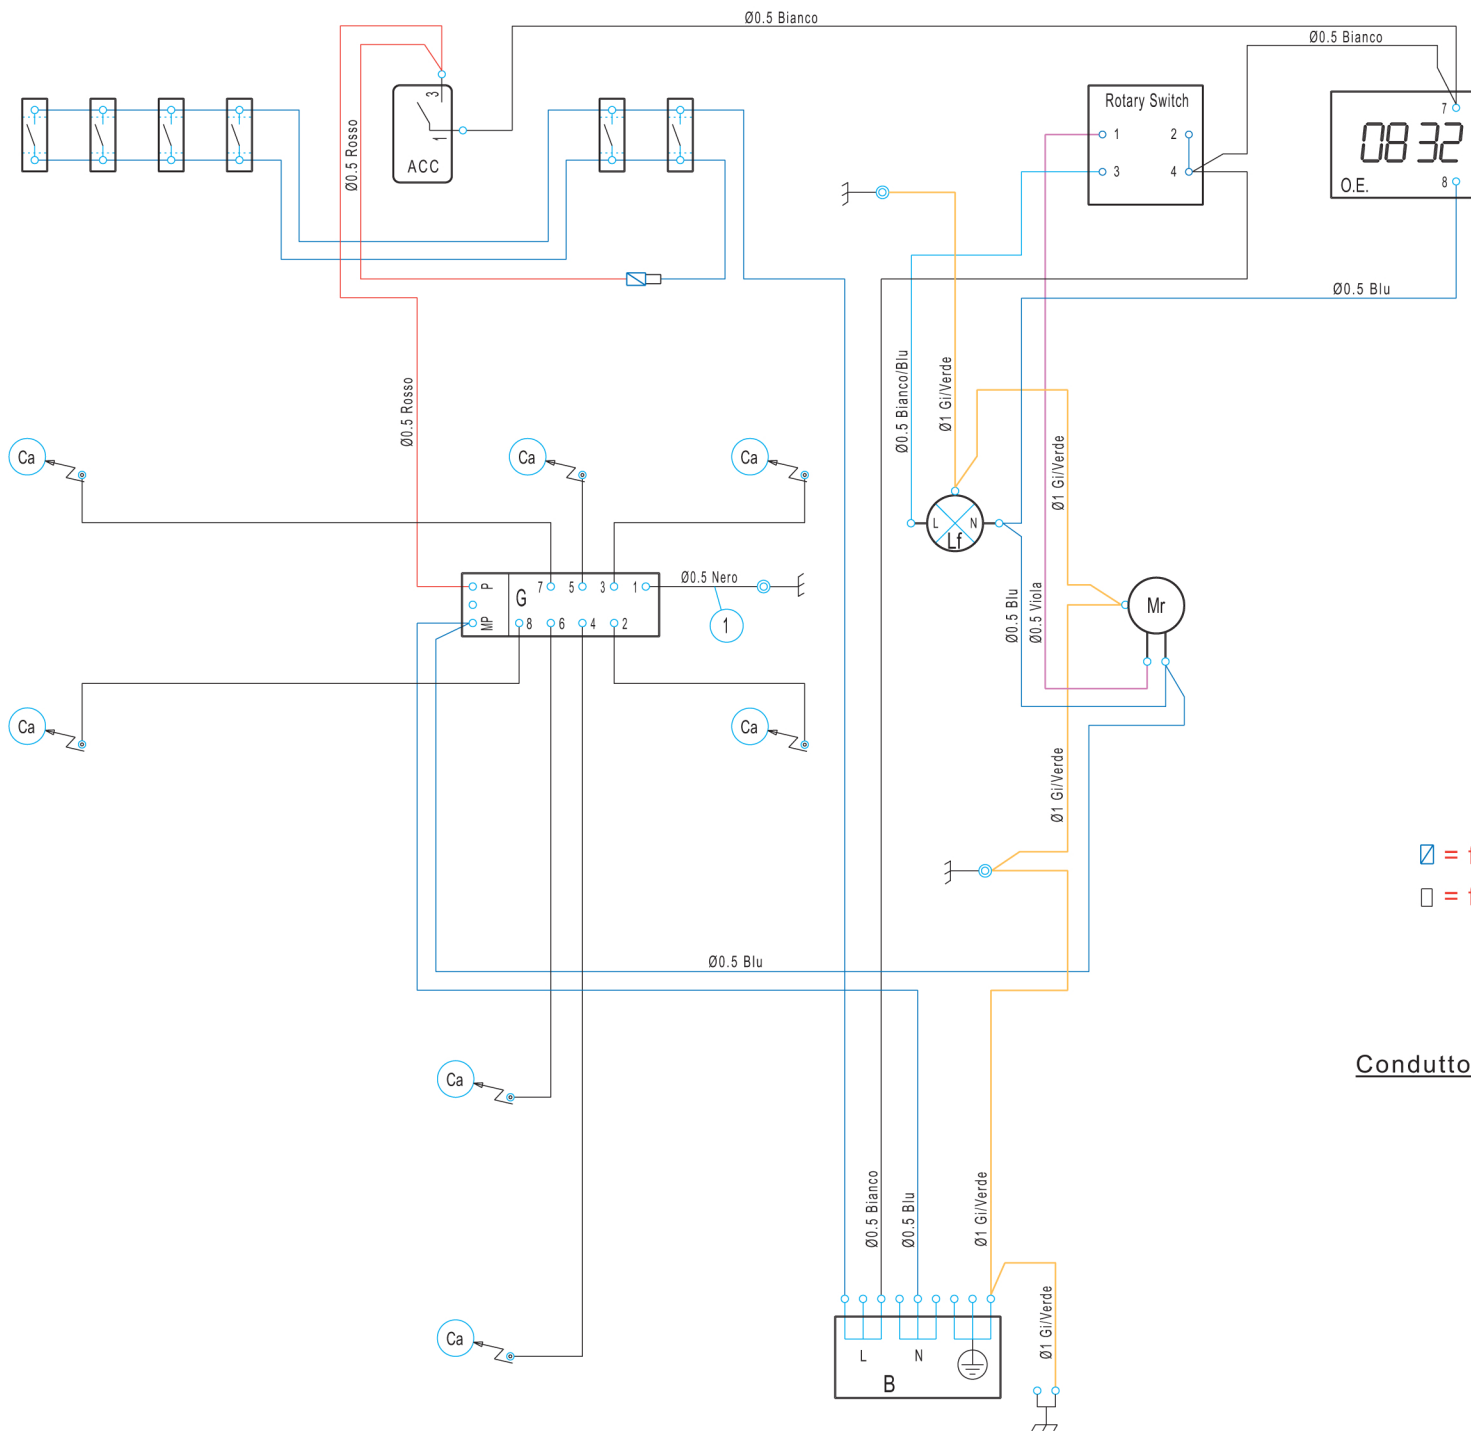 Ø0.5 Bianco
Ø0.5 Bianco
Ø0.5 Rosso
3
1
ACC
Rotary Switch
1 2
3 4
7
08 32
O.E. 8
Ø0.5 Blu
Ø0.5 Rosso
Ø0.5 Bianco/Blu
Ø1 Gi/Verde
Ø1 Gi/Verde
Ca
Ca
Ca
L N
Lf
P
MP
G
7 5 3 1
8 6 4 2
Ø0.5 Nero
1
Ø0.5 Blu
Ø0.5 Viola
Mr
Ca
Ca
Ø1 Gi/Verde
=
=
Ø0.5 Blu
Condutto
Ca
Ø0.5 Bianco
Ø0.5 Blu
Ø1 Gi/Verde
Ø1 Gi/Verde
Ca
L N
B